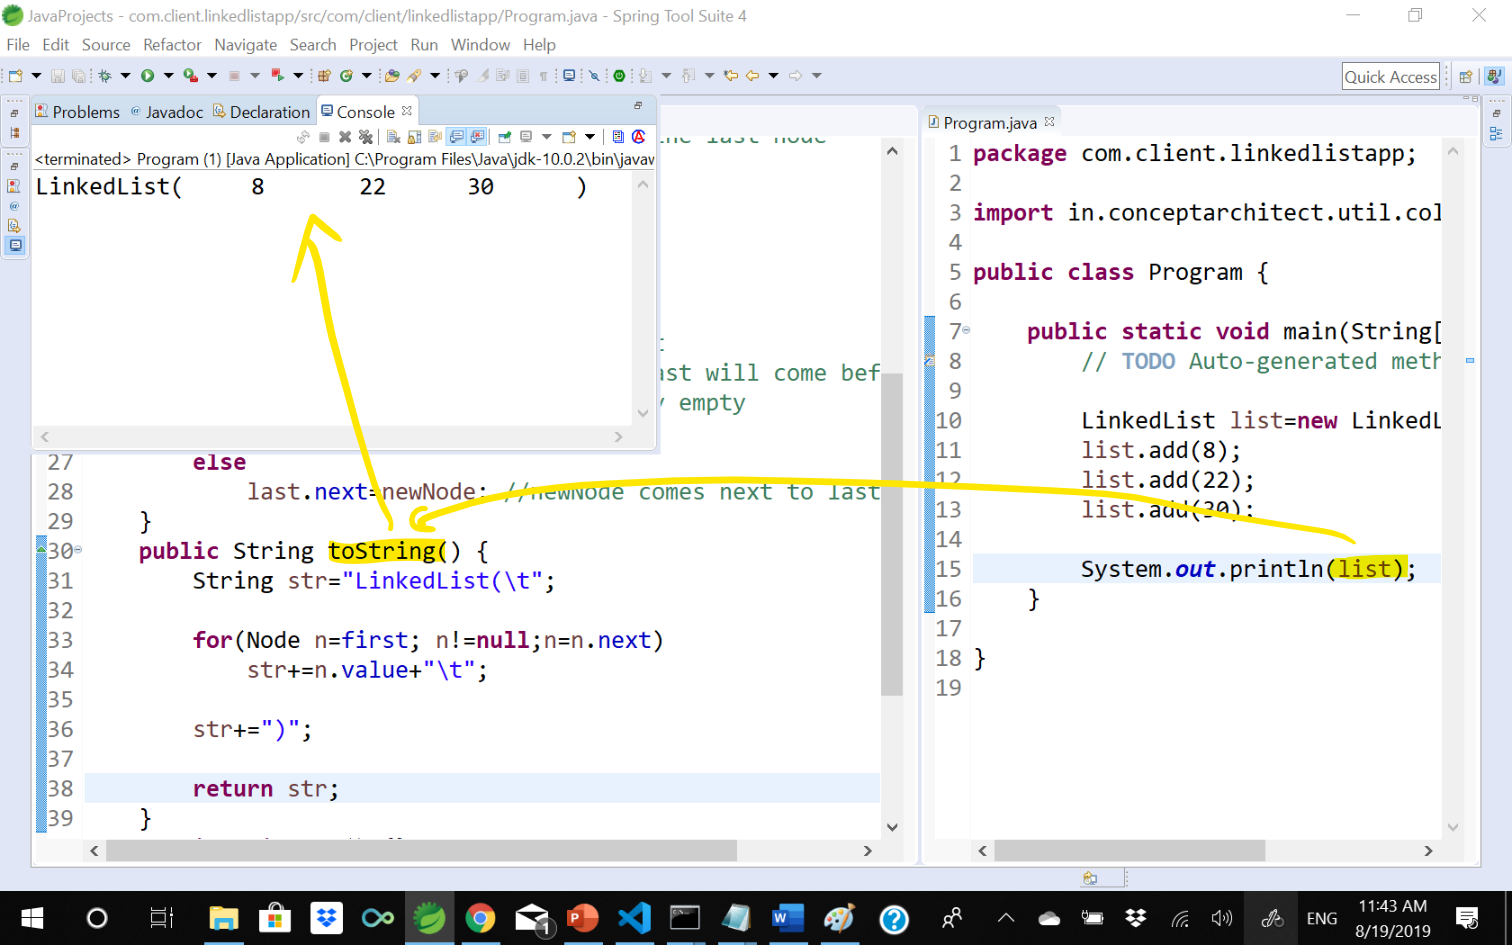 JavaProjects - com.client.linkedlistapp/src/com/client/linkedlistapp/Program.java - Spring Tool Suite 4
File Edit Source Refactor Navigate Search Project Run Window Help
Quick Access
Problems @ Javadoc Declaration Console
<terminated> Program (1) [Java Application] C:\Program Files\Java\jdk-10.0.2\bin\javaw
LinkedList( 8 22 30 )
last node
ast will come bef
empty
27 else
28 last.next=newNode; //newNode comes next to last
29 }
30 public String toString() {
31 String str="LinkedList(\t";
32
33 for(Node n=first; n!=null;n=n.next)
34 str+=n.value+"\t";
35
36 str+=")";
37
38 return str;
39 }
Program.java
1 package com.client.linkedlistapp;
2
3 import in.conceptarchitect.util.col
4
5 public class Program {
6
7 public static void main(String[
8 // TODO Auto-generated meth
9
10 LinkedList list=new LinkedL
11 list.add(8);
12 list.add(22);
13 list.add(30);
14
15 System.out.println(list);
16 }
17
18 }
19
1
ENG
11:43 AM
8/19/2019